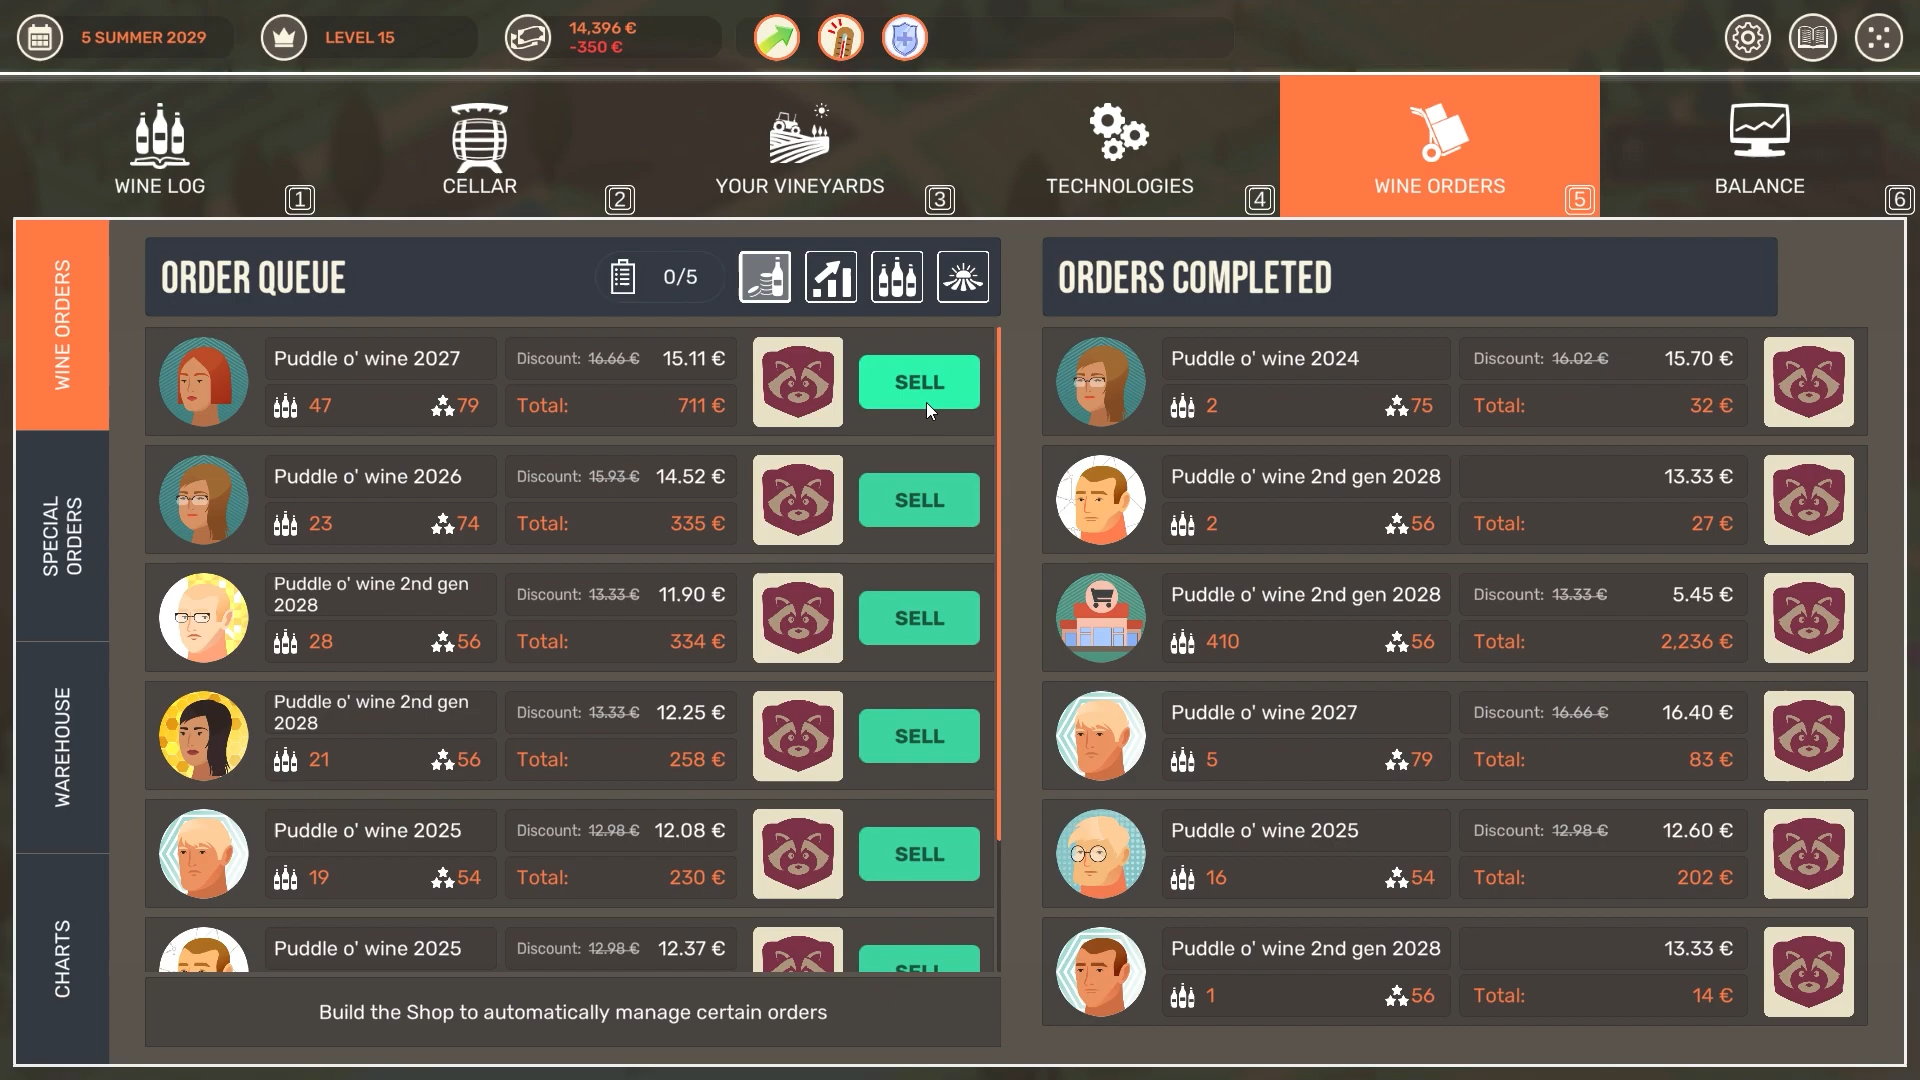 5 SUMMER 2029
LEVEL 15
14,396 €
-350 €
WINE LOG
1
CELLAR
2
YOUR VINEYARDS
3
TECHNOLOGIES
4
WINE ORDERS
5
BALANCE
6
WINE ORDERS
SPECIAL
ORDERS
WAREHOUSE
CHARTS
ORDER QUEUE
0/5
Puddle o' wine 2027
Discount: 16.66 € 15.11 €
47 79 Total: 711 €
SELL
Puddle o' wine 2026
Discount: 15.93 € 14.52 €
23 74 Total: 335 €
SELL
Puddle o' wine 2nd gen
2028
Discount: 13.33 € 11.90 €
28 56 Total: 334 €
SELL
Puddle o' wine 2nd gen
2028
Discount: 13.33 € 12.25 €
21 56 Total: 258 €
SELL
Puddle o' wine 2025
Discount: 12.98 € 12.08 €
19 54 Total: 230 €
SELL
Puddle o' wine 2025
Discount: 12.98 € 12.37 €
SELL
Build the Shop to automatically manage certain orders
ORDERS COMPLETED
Puddle o' wine 2024
Discount: 16.02 € 15.70 €
2 75 Total: 32 €
Puddle o' wine 2nd gen 2028
13.33 €
2 56 Total: 27 €
Puddle o' wine 2nd gen 2028
Discount: 13.33 € 5.45 €
410 56 Total: 2,236 €
Puddle o' wine 2027
Discount: 16.66 € 16.40 €
5 79 Total: 83 €
Puddle o' wine 2025
Discount: 12.98 € 12.60 €
16 54 Total: 202 €
Puddle o' wine 2nd gen 2028
13.33 €
1 56 Total: 14 €